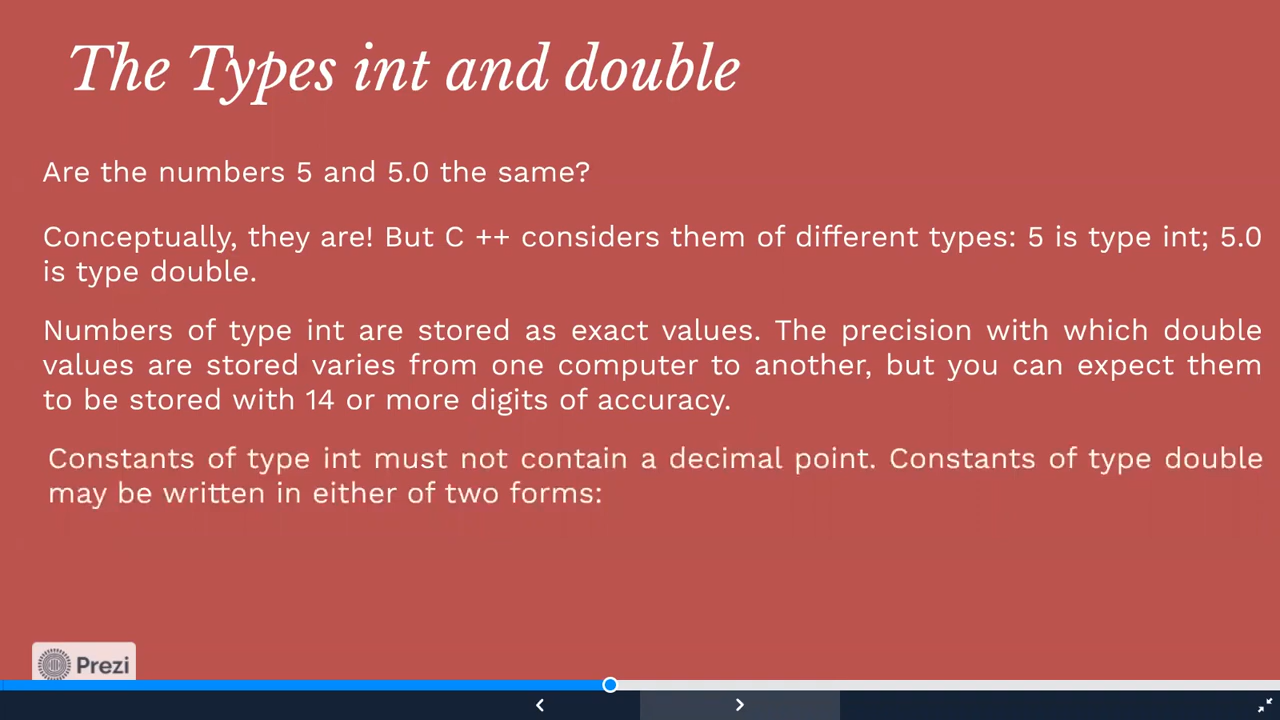 The Types int and double
Are the numbers 5 and 5.0 the same?
Conceptually, they are! But C ++ considers them of different types: 5 is type int; 5.0
is type double.
Numbers of type int are stored as exact values. The precision with which double
values are stored varies from one computer to another, but you can expect them
to be stored with 14 or more digits of accuracy.
Constants of type int must not contain a decimal point. Constants of type double
may be written in either of two forms:
Prezi